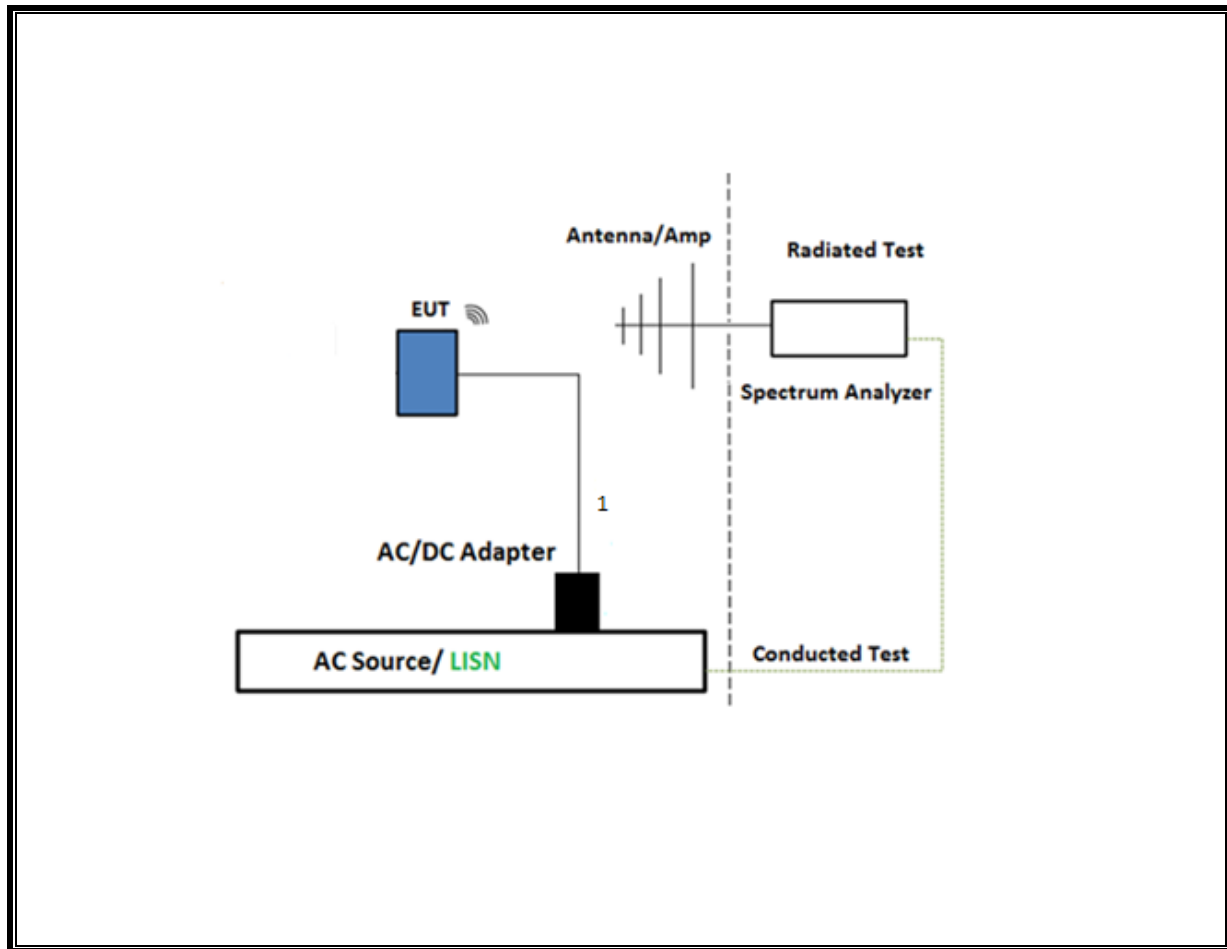 Antenna/Amp
Radiated Test
EUT
Spectrum Analyzer
1
AC/DC Adapter
AC Source/ LISN
Conducted Test